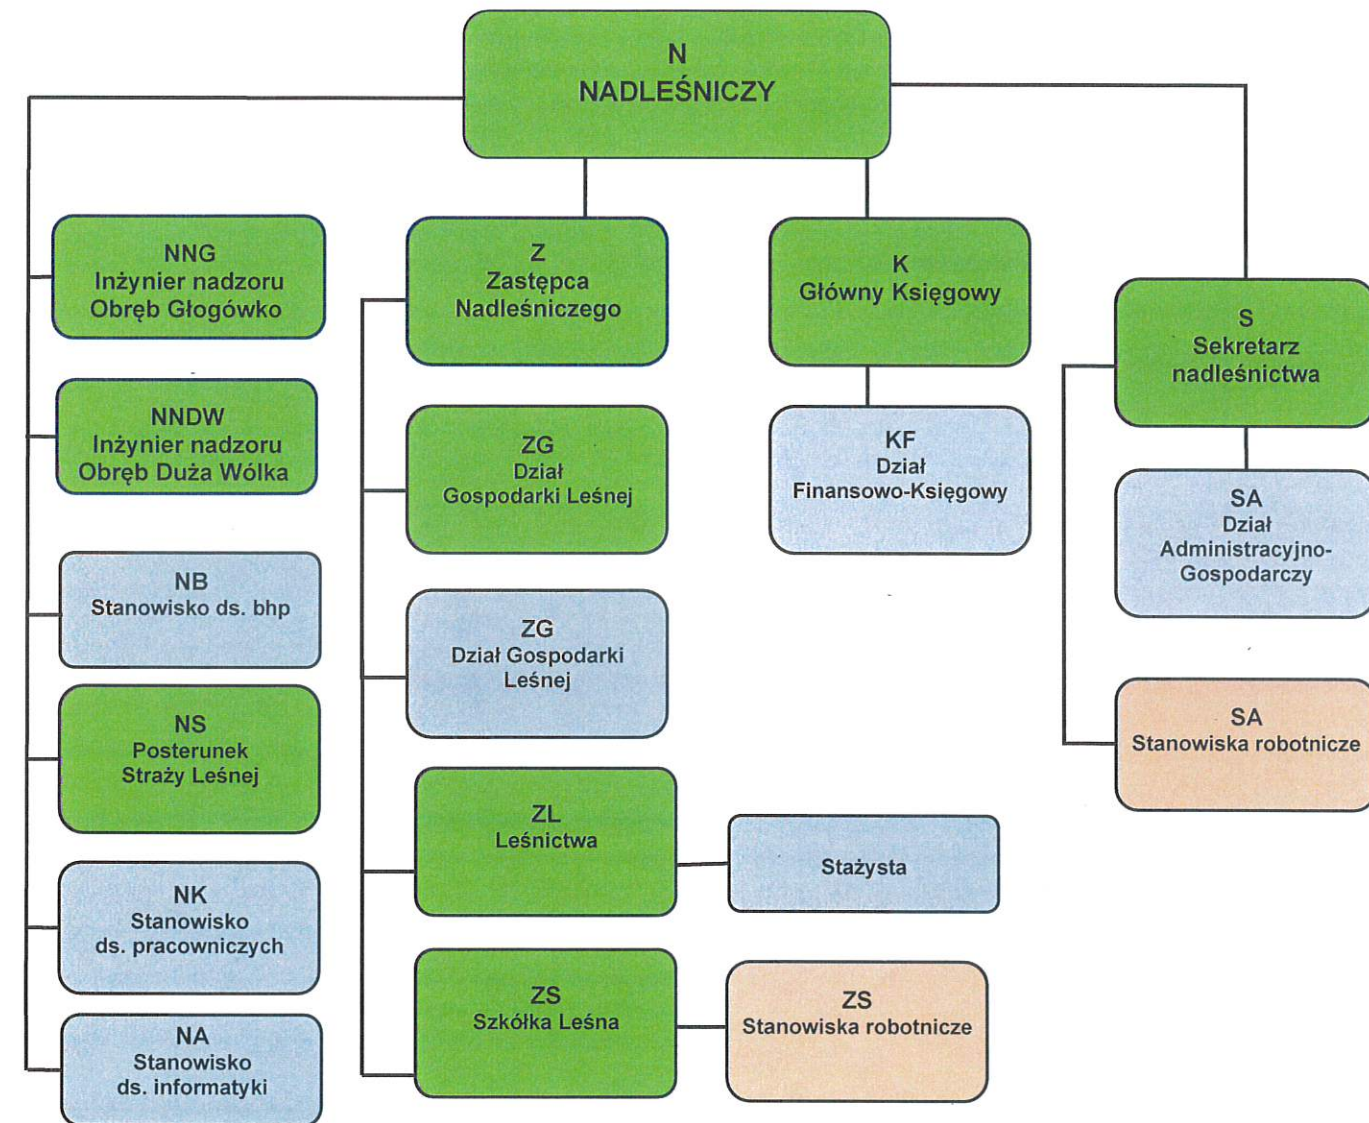 N
NADLEŚNICZY
NNG
Inżynier nadzoru
Obręb Głogówko
NNDW
Inżynier nadzoru
Obręb Duża Wólka
NB
Stanowisko ds. bhp
NS
Posterunek
Straży Leśnej
NK
Stanowisko
ds. pracowniczych
NA
Stanowisko
ds. informatyki
Z
Zastępca
Nadleśniczego
ZG
Dział
Gospodarki Leśnej
ZG
Dział Gospodarki
Leśnej
ZL
Leśnictwa
Stażysta
ZS
Szkółka Leśna
ZS
Stanowiska robotnicze
K
Główny Księgowy
KF
Dział
Finansowo-Księgowy
S
Sekretarz
nadleśnictwa
SA
Dział
Administracyjno-
Gospodarczy
SA
Stanowiska robotnicze